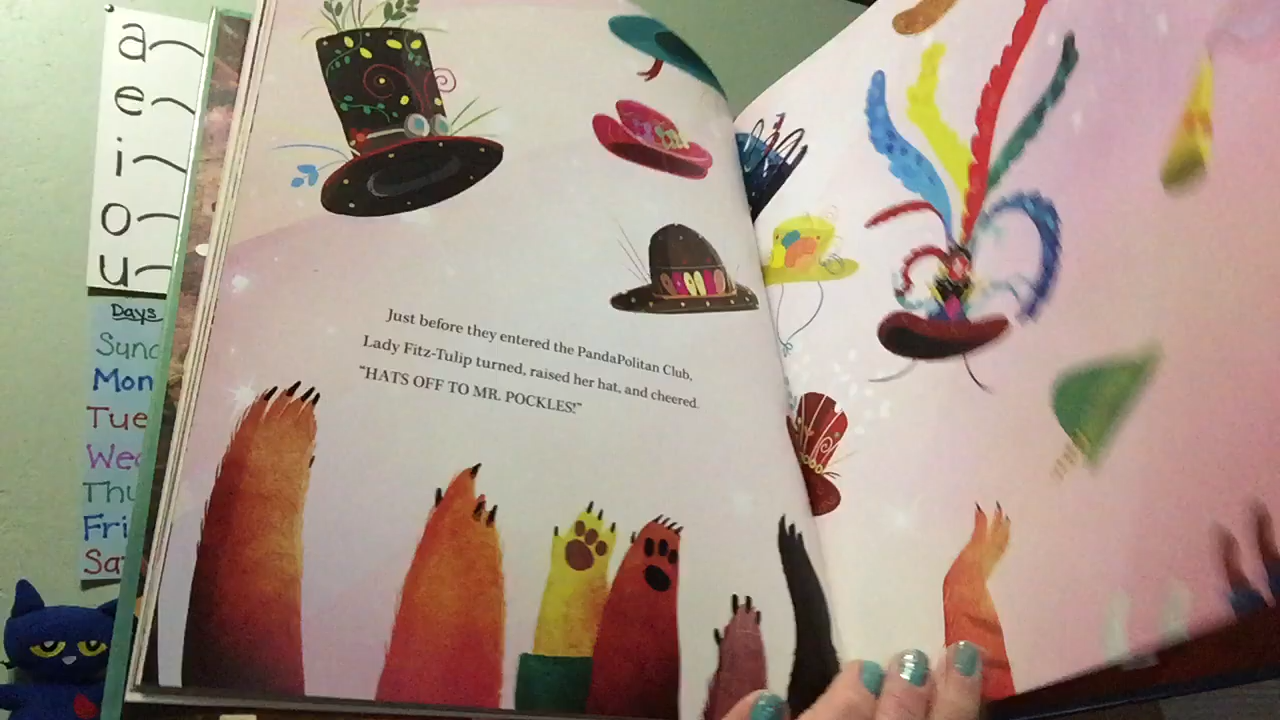 a
e
i
o
u
Days
Sund
Mon
Tue
Wed
Thu
Fri
Sa
Just before they entered the PandaPolitan Club,
Lady Fitz-Tulip turned, raised her hat, and cheered.
"HATS OFF TO MR. POCKLES!"